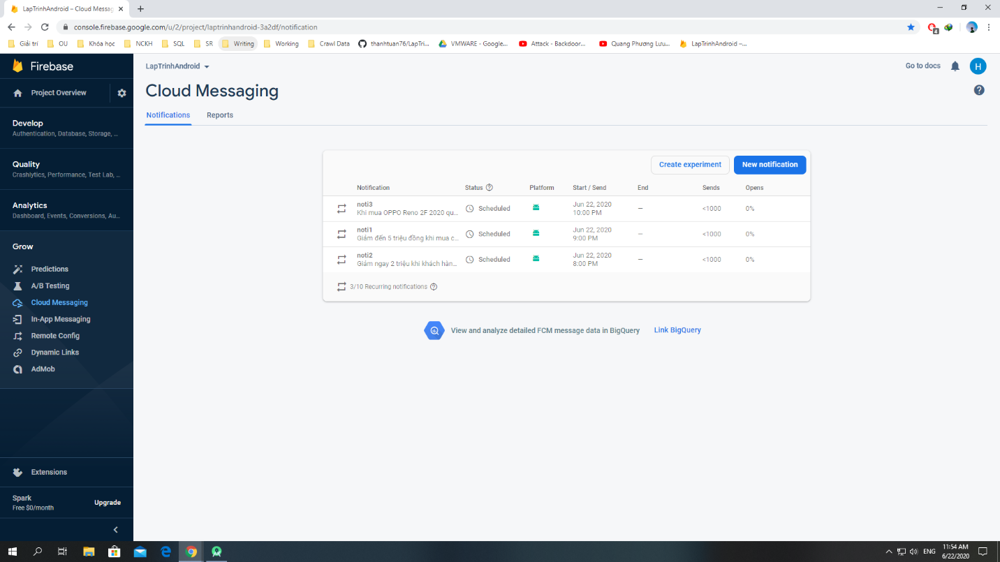 LapTrinhAndroid – Cloud Messag
console.firebase.google.com/u/2/project/laptrinhandroid-3a2df/notification
4
Giải trí
OU
Khóa học
NCKH
SQL
SR
Writing
Working
Crawl Data
thanhtuan76/LapTri...
VMWARE - Google...
Attack - Backdoor...
Quang Phương Lưu...
LapTrinhAndroid –...
Firebase
LapTrinhAndroid
Go to docs
H
Project Overview
Cloud Messaging
Notifications
Reports
Develop
Authentication, Database, Storage, ...
Quality
Crashlytics, Performance, Test Lab, ...
Analytics
Dashboard, Events, Conversions, Au...
Grow
Predictions
A/B Testing
Cloud Messaging
In-App Messaging
Remote Config
Dynamic Links
AdMob
Extensions
Spark
Free $0/month
Upgrade
Create experiment
New notification
Notification
Status
Platform
Start / Send
End
Sends
Opens
noti3
Khi mua OPPO Reno 2F 2020 qu...
Scheduled
Jun 22, 2020
10:00 PM
—
<1000
0%
noti1
Giảm đến 5 triệu đồng khi mua c...
Scheduled
Jun 22, 2020
9:00 PM
—
<1000
0%
noti2
Giảm ngay 2 triệu khi khách hàn...
Scheduled
Jun 22, 2020
8:00 PM
—
<1000
0%
3/10 Recurring notifications
View and analyze detailed FCM message data in BigQuery
Link BigQuery
ENG
11:54 AM
6/22/2020